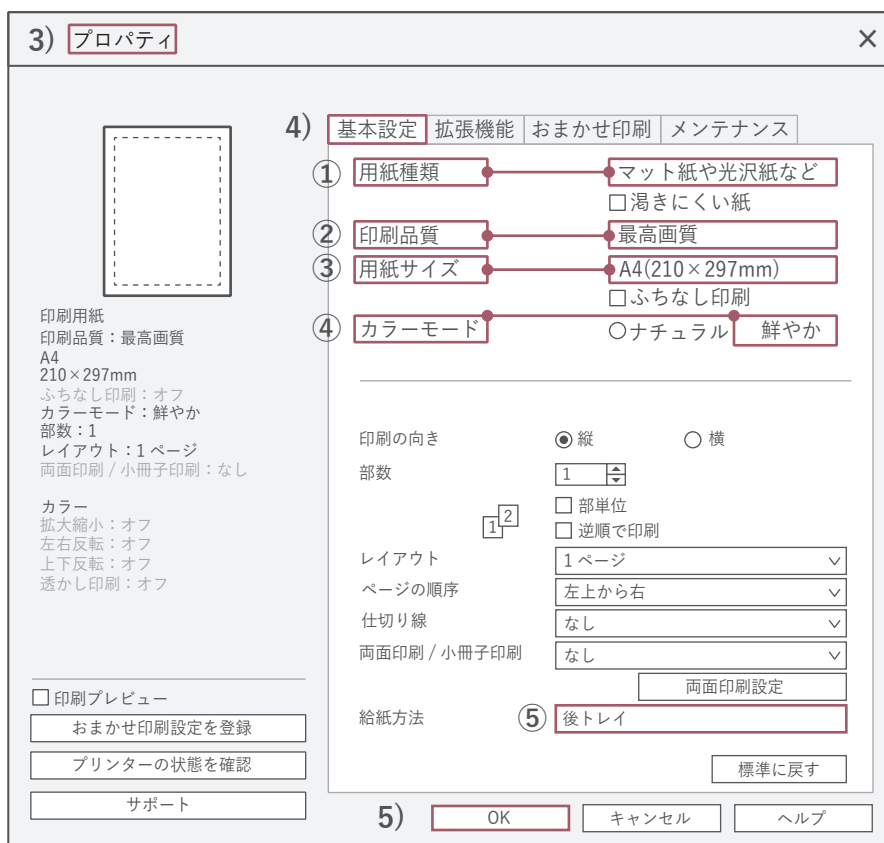 3) プロパティ ×
4) 基本設定 拡張機能 おまかせ印刷 メンテナンス
① 用紙種類 マット紙や光沢紙など
渇きにくい紙
② 印刷品質 最高画質
③ 用紙サイズ A4(210×297mm)
ふちなし印刷
④ カラーモード ナチュラル 鮮やか
印刷用紙
印刷品質:最高画質
A4
210×297mm
ふちなし印刷:オフ
カラーモード:鮮やか
部数:1
レイアウト:1 ページ
両面印刷 / 小冊子印刷:なし
カラー
拡大縮小:オフ
左右反転:オフ
上下反転:オフ
透かし印刷:オフ
印刷の向き 縦 横
部数 1
部単位
1 2
逆順で印刷
レイアウト 1 ページ
ページの順序 左上から右
仕切り線 なし
両面印刷 / 小冊子印刷 なし
両面印刷設定
給紙方法 ⑤ 後トレイ
標準に戻す
印刷プレビュー
おまかせ印刷設定を登録
プリンターの状態を確認
サポート
5) OK キャンセル ヘルプ